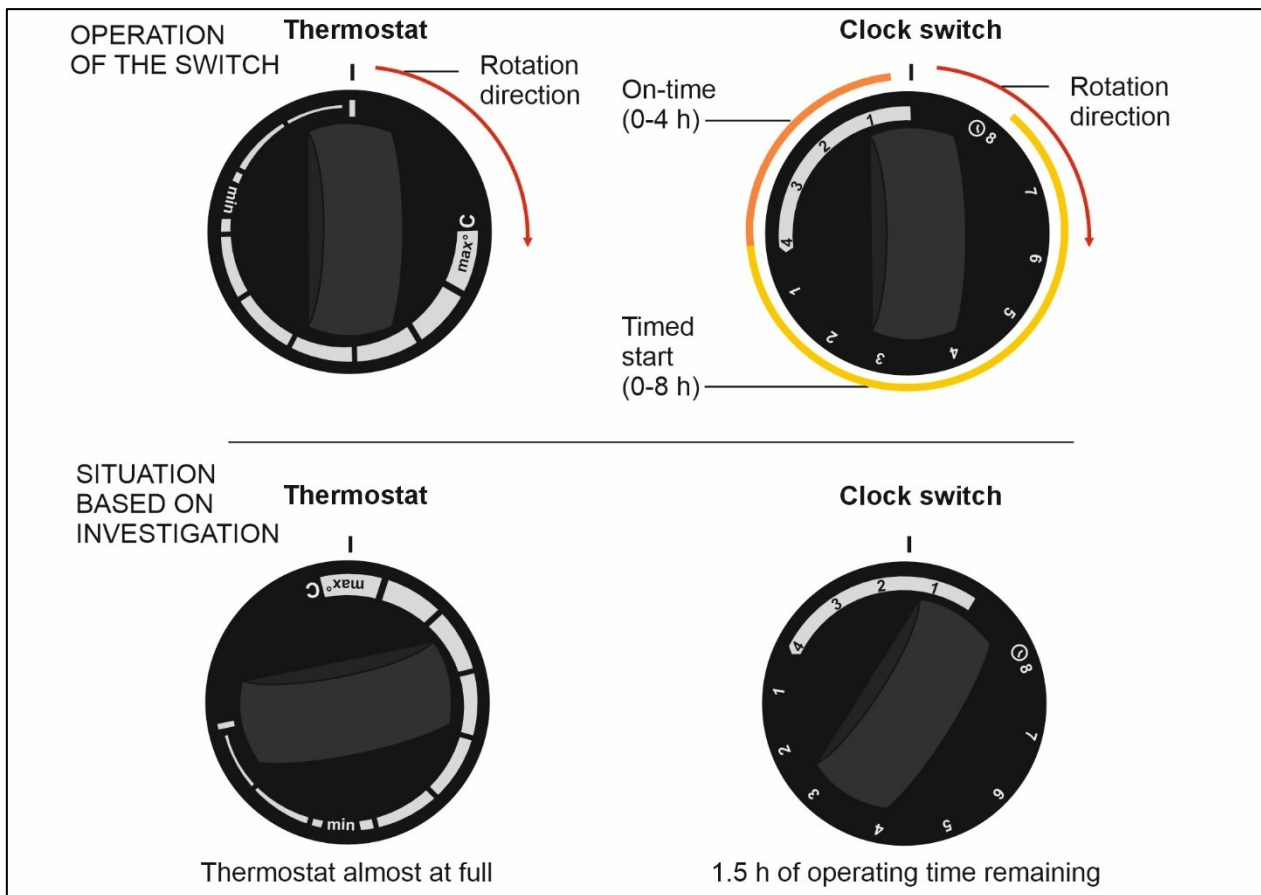 OPERATION
OF THE SWITCH
Thermostat
Rotation
direction
min
max°
C
Clock switch
On-time
(0-4 h)
Rotation
direction
1
2
3
4
8
7
6
5
4
3
2
1
Timed
start
(0-8 h)
SITUATION
BASED ON
INVESTIGATION
Thermostat
C
max°
min
Thermostat almost at full
Clock switch
1
2
3
4
8
7
6
5
4
3
2
1
1.5 h of operating time remaining